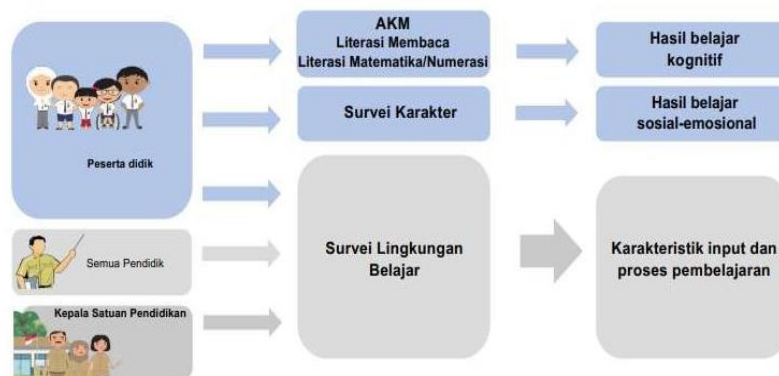 AKM
Literasi Membaca
Literasi Matematika/Numerasi
Hasil belajar
kognitif
Survei Karakter
Hasil belajar
sosial-emosional
Peserta didik
Semua Pendidik
Survei Lingkungan
Belajar
Karakteristik input dan
proses pembelajaran
Kepala Satuan Pendidikan